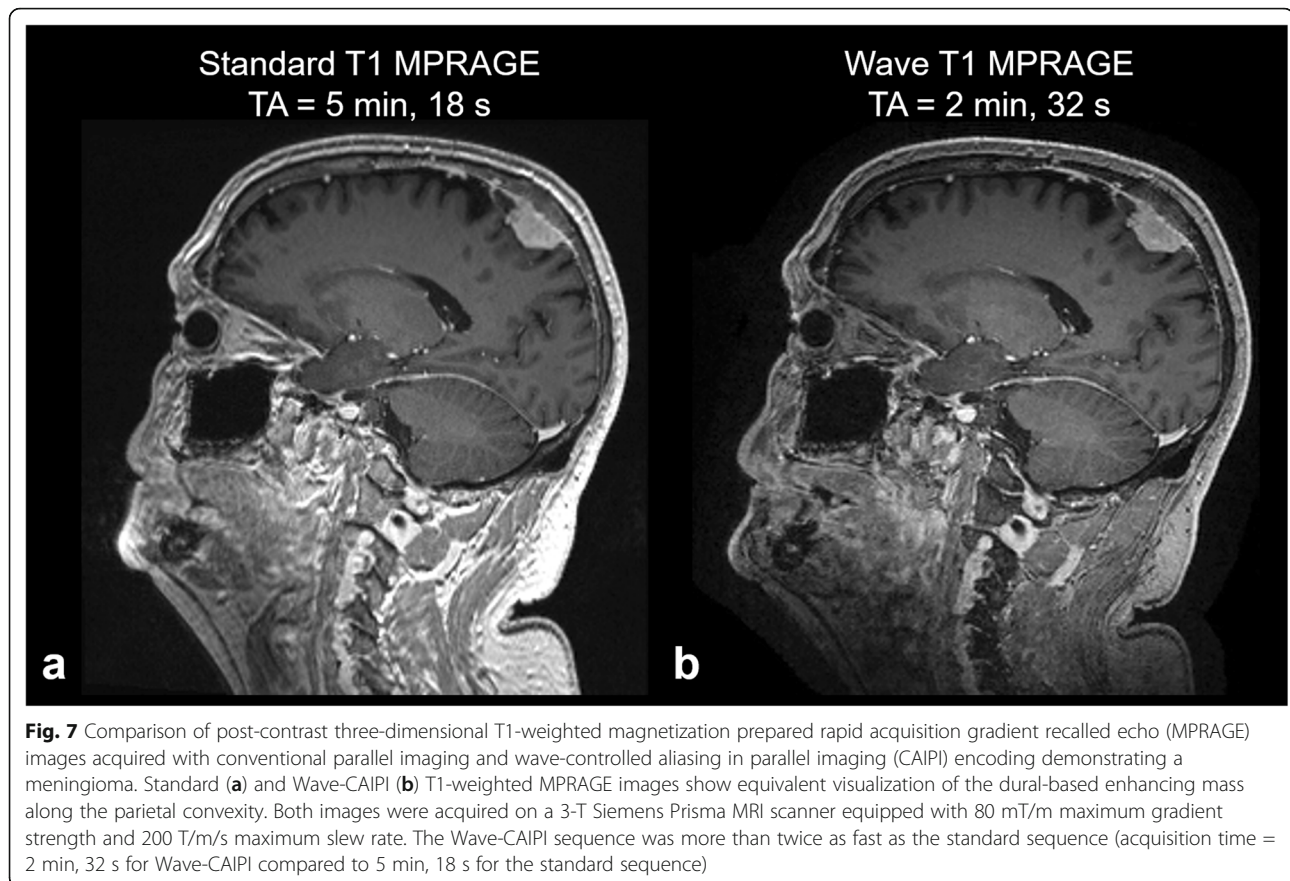 Standard T1 MPRAGE
TA = 5 min, 18 s
Wave T1 MPRAGE
TA = 2 min, 32 s
a
b
Fig. 7 Comparison of post-contrast three-dimensional T1-weighted magnetization prepared rapid acquisition gradient recalled echo (MPRAGE)
images acquired with conventional parallel imaging and wave-controlled aliasing in parallel imaging (CAIPI) encoding demonstrating a
meningioma. Standard (a) and Wave-CAIPI (b) T1-weighted MPRAGE images show equivalent visualization of the dural-based enhancing mass
along the parietal convexity. Both images were acquired on a 3-T Siemens Prisma MRI scanner equipped with 80 mT/m maximum gradient
strength and 200 T/m/s maximum slew rate. The Wave-CAIPI sequence was more than twice as fast as the standard sequence (acquisition time =
2 min, 32 s for Wave-CAIPI compared to 5 min, 18 s for the standard sequence)